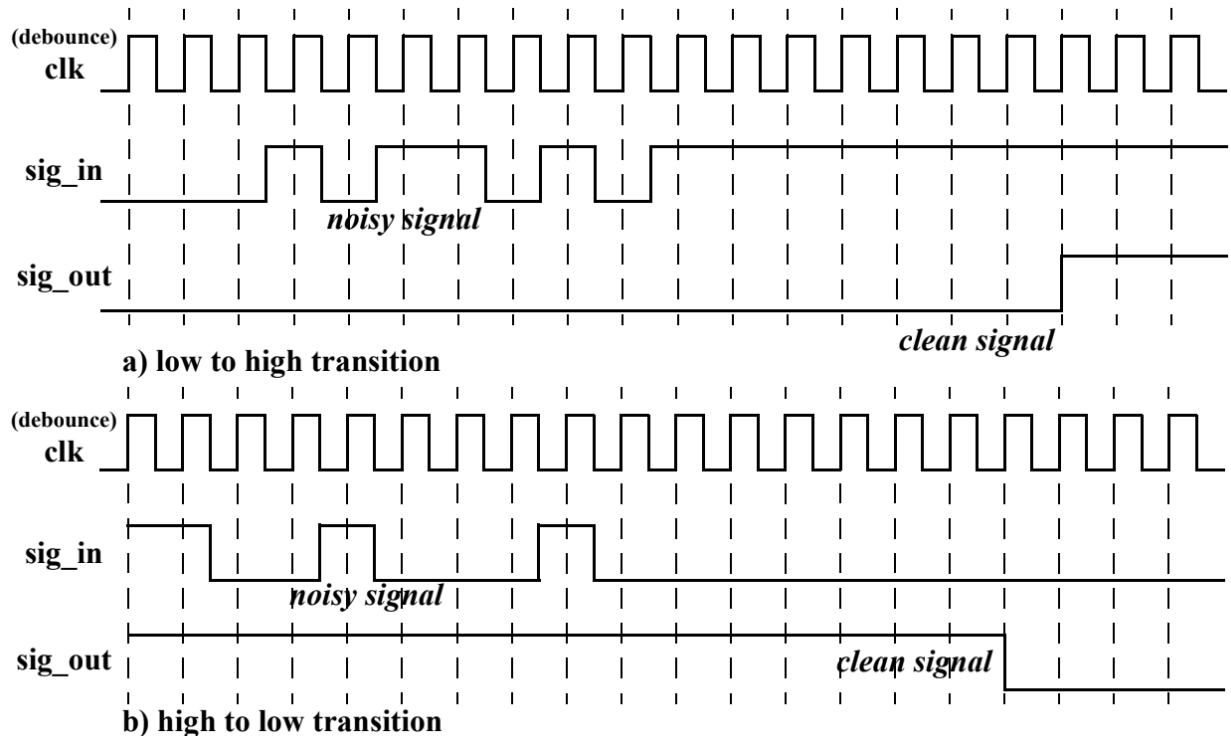 (debounce)
clk
sig_in
noisy signal
sig_out
clean signal
a) low to high transition
(debounce)
clk
sig_in
noisy signal
sig_out
clean signal
b) high to low transition